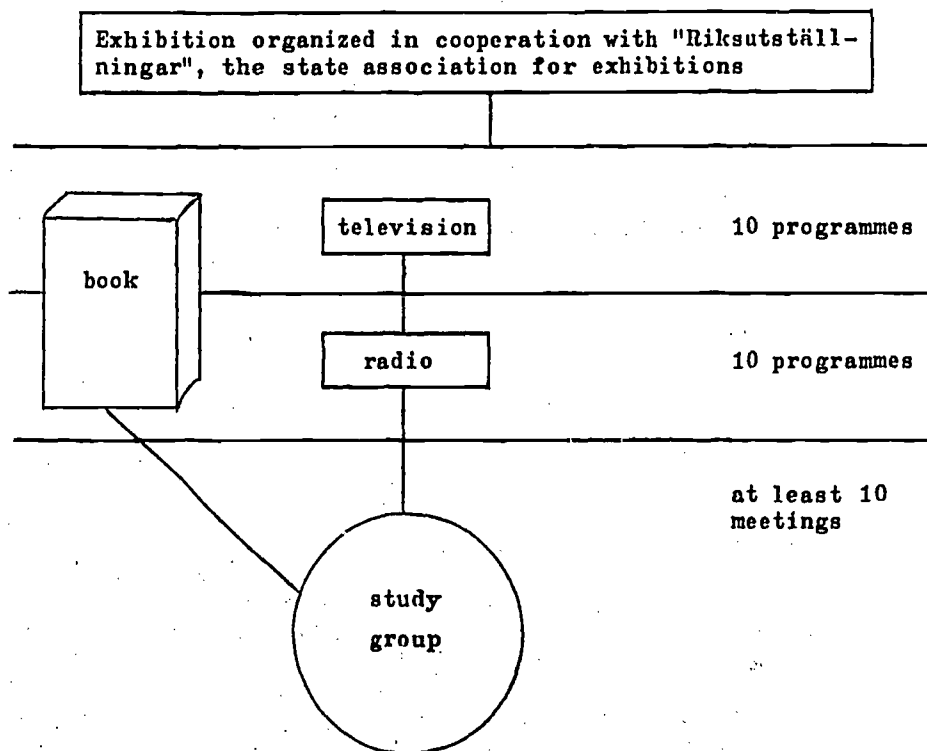 Exhibition organized in cooperation with "Riksutställ-
ningar", the state association for exhibitions
television
10 programmes
book
radio
10 programmes
at least 10
meetings
study
group